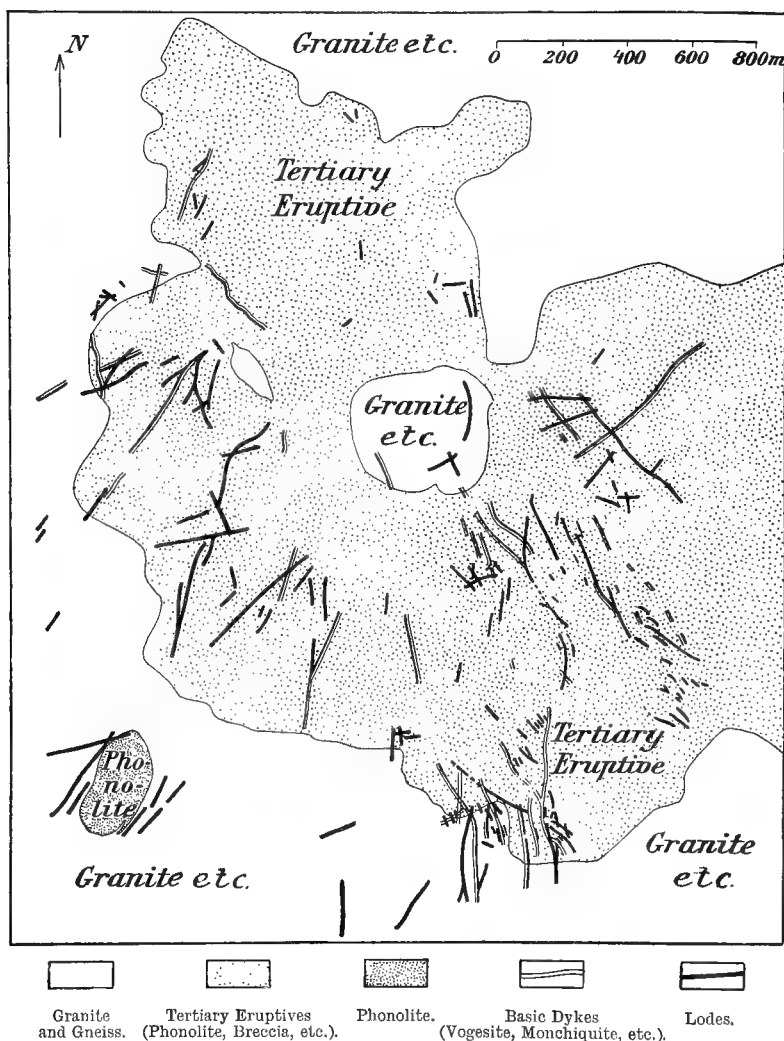 N
Granite etc.
0 200 400 600 800m
Tertiary
Eruptive
Granite
etc.
Tertiary
Eruptive
Pho
no-
lite
Granite etc.
Granite
etc.
Granite
and Gneiss.
Tertiary Eruptives
(Phonolite, Breccia, etc.).
Phonolite.
Basic Dykes
(Vogesite, Monchiquite, etc.).
Lodes.